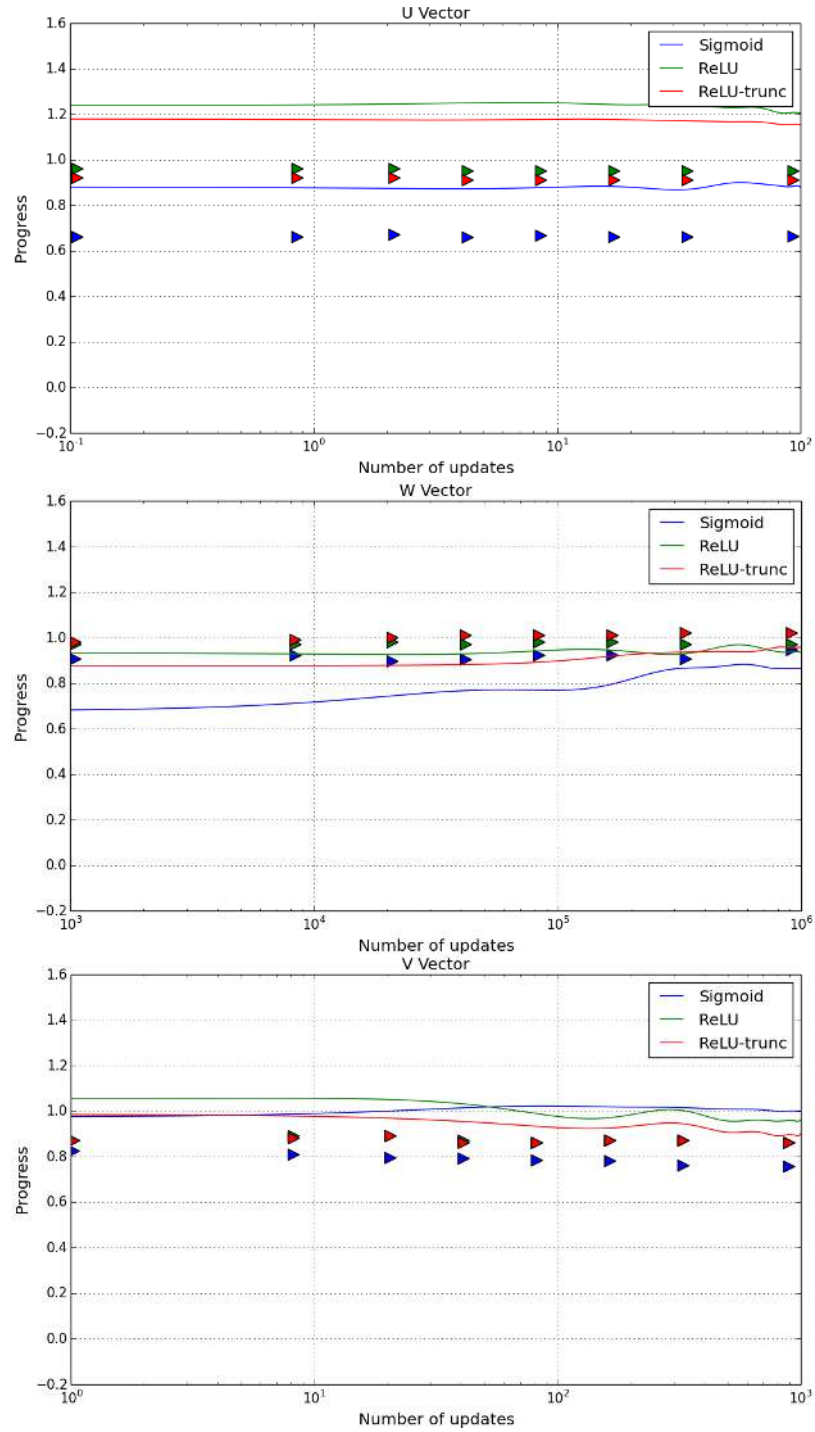 U Vector
1.6
1.4
1.2
1.0
0.8
0.6
0.4
0.2
0.0
−0.2
Progress
Sigmoid
ReLU
ReLU-trunc
10^-1 10^0 10^1 10^2
Number of updates
W Vector
1.6
1.4
1.2
1.0
0.8
0.6
0.4
0.2
0.0
−0.2
Progress
Sigmoid
ReLU
ReLU-trunc
10^3 10^4 10^5 10^6
Number of updates
V Vector
1.6
1.4
1.2
1.0
0.8
0.6
0.4
0.2
0.0
−0.2
Progress
Sigmoid
ReLU
ReLU-trunc
10^0 10^1 10^2 10^3
Number of updates